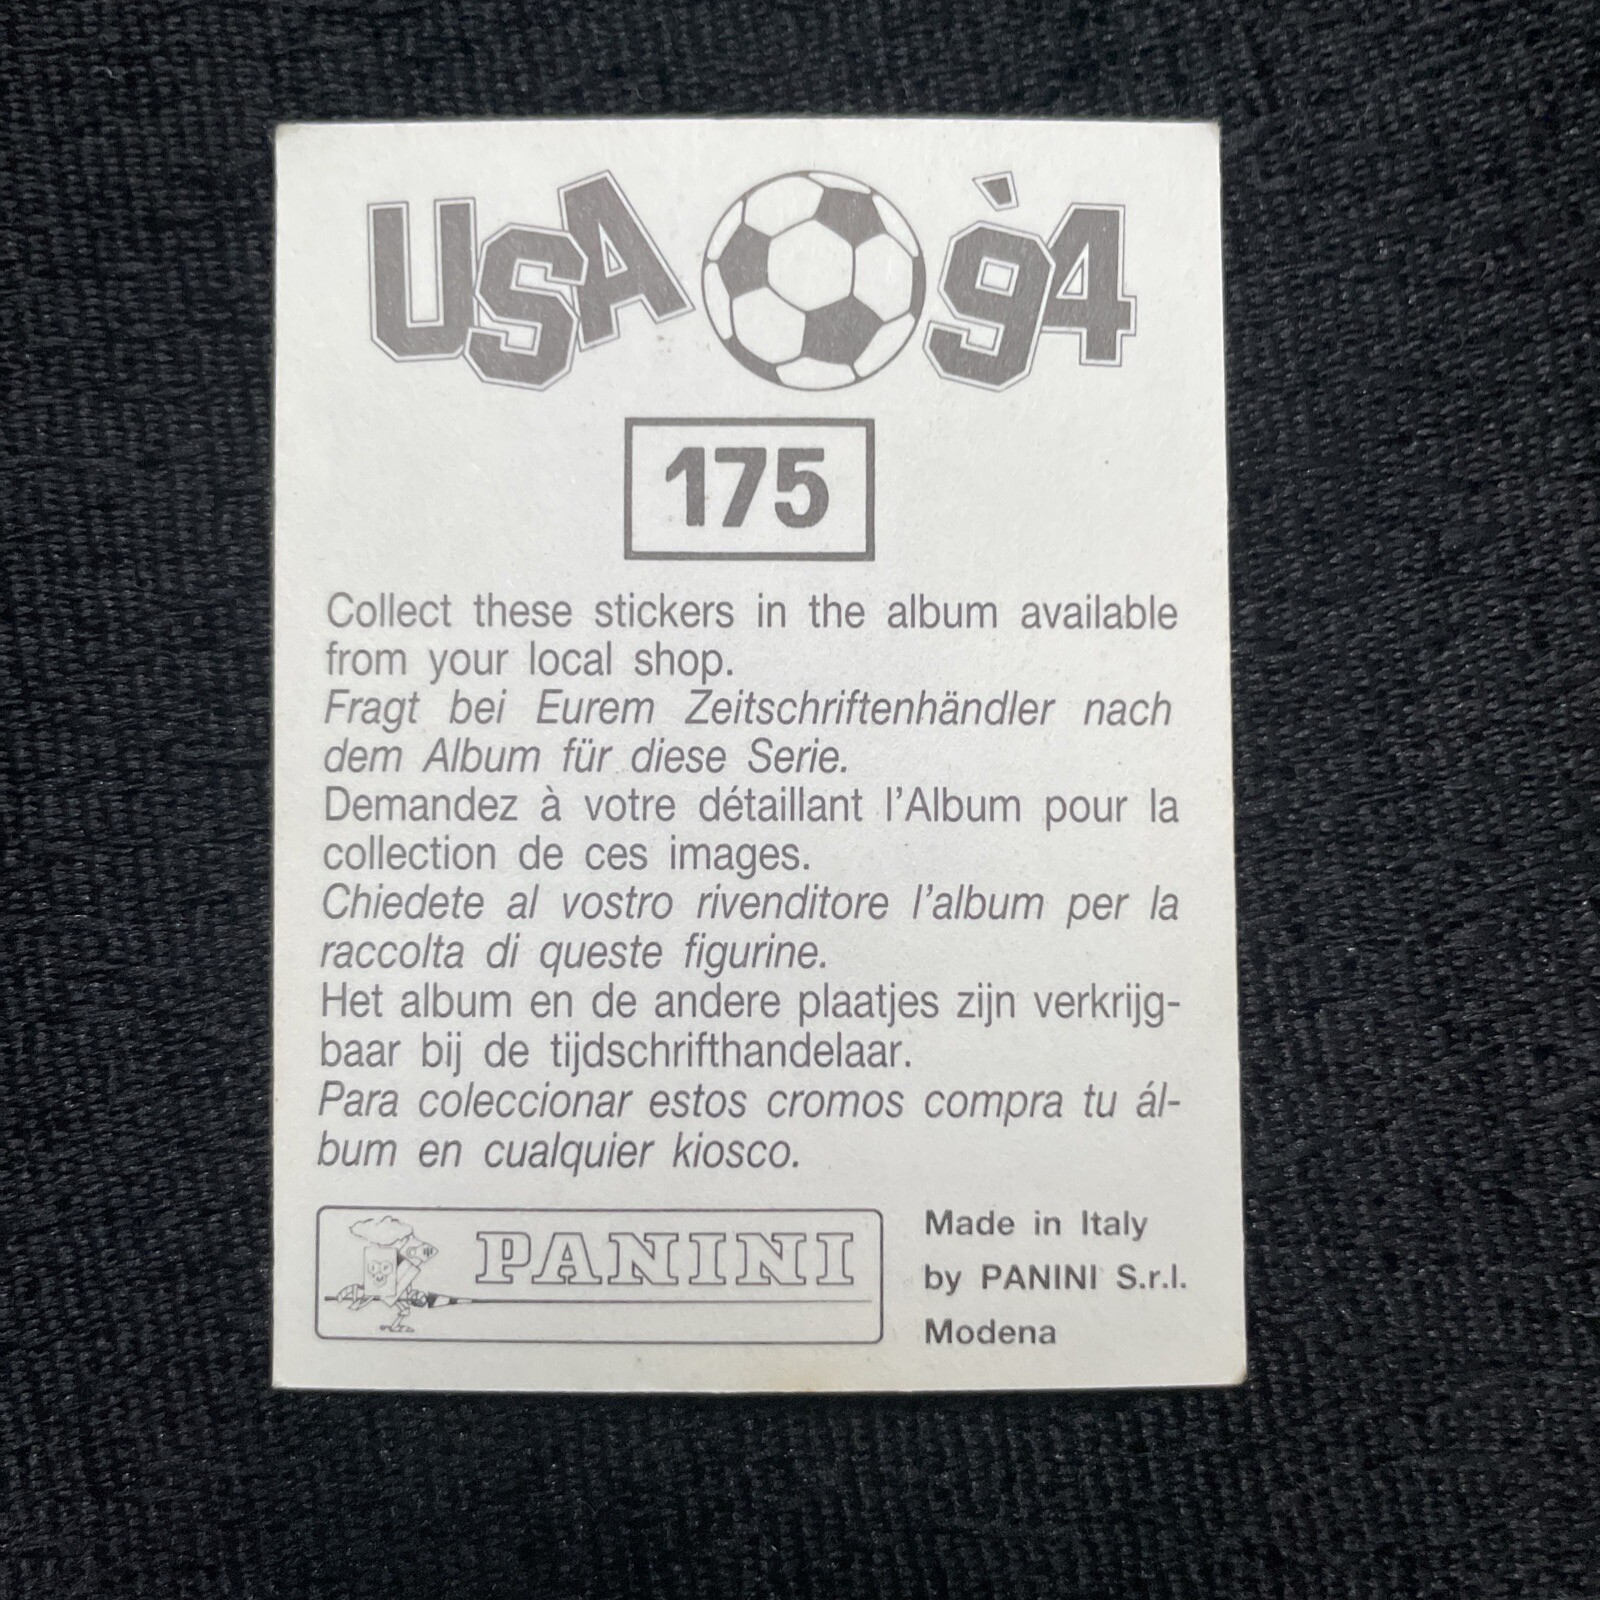 USA '94
175
Collect these stickers in the album available
from your local shop.
Fragt bei Eurem Zeitschriftenhändler nach
dem Album für diese Serie.
Demandez à votre détaillant l'Album pour la
collection de ces images.
Chiedete al vostro rivenditore l'album per la
raccolta di queste figurine.
Het album en de andere plaatjes zijn verkrijg-
baar bij de tijdschrifthandelaar.
Para coleccionar estos cromos compra tu ál-
bum en cualquier kiosco.
PANINI
Made in Italy
by PANINI S.r.l.
Modena